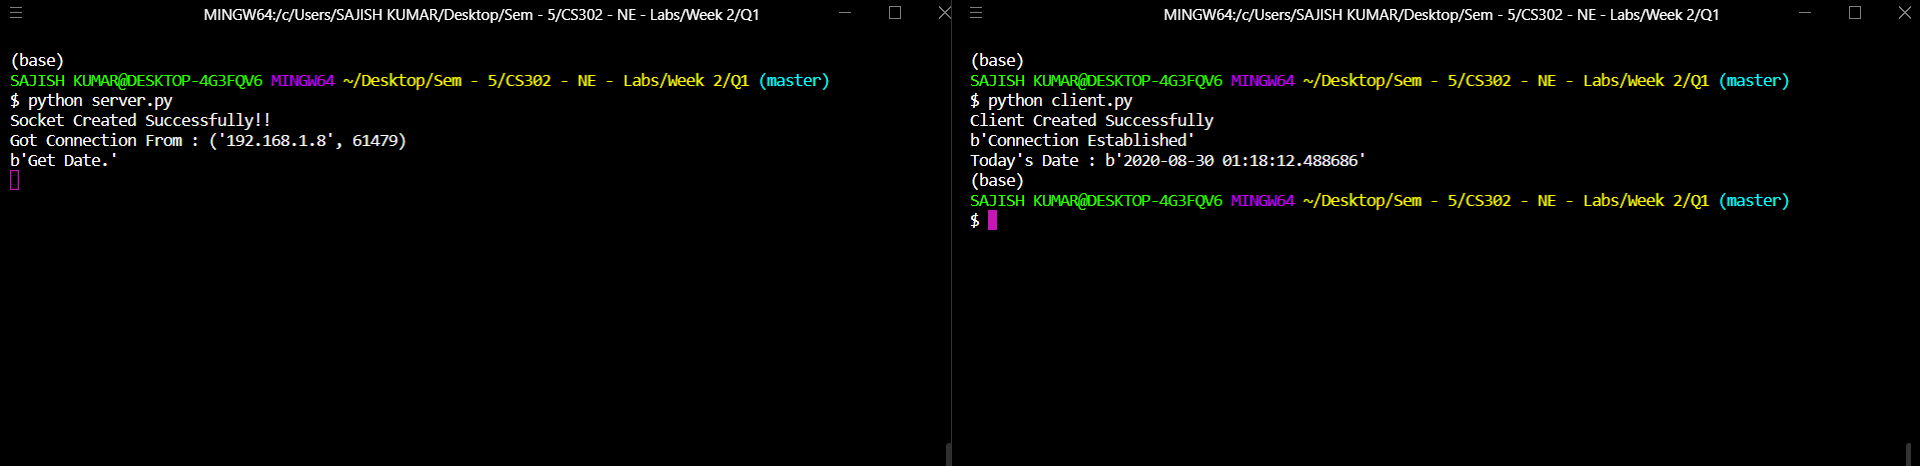 MINGW64:/c/Users/SAJISH KUMAR/Desktop/Sem - 5/CS302 - NE - Labs/Week 2/Q1
(base)
SAJISH KUMAR@DESKTOP-4G3FQV6 MINGW64 ~/Desktop/Sem - 5/CS302 - NE - Labs/Week 2/Q1 (master)
$ python server.py
Socket Created Successfully!!
Got Connection From : ('192.168.1.8', 61479)
b'Get Date.'
MINGW64:/c/Users/SAJISH KUMAR/Desktop/Sem - 5/CS302 - NE - Labs/Week 2/Q1
(base)
SAJISH KUMAR@DESKTOP-4G3FQV6 MINGW64 ~/Desktop/Sem - 5/CS302 - NE - Labs/Week 2/Q1 (master)
$ python client.py
Client Created Successfully
b'Connection Established'
Today's Date : b'2020-08-30 01:18:12.488686'
(base)
SAJISH KUMAR@DESKTOP-4G3FQV6 MINGW64 ~/Desktop/Sem - 5/CS302 - NE - Labs/Week 2/Q1 (master)
$